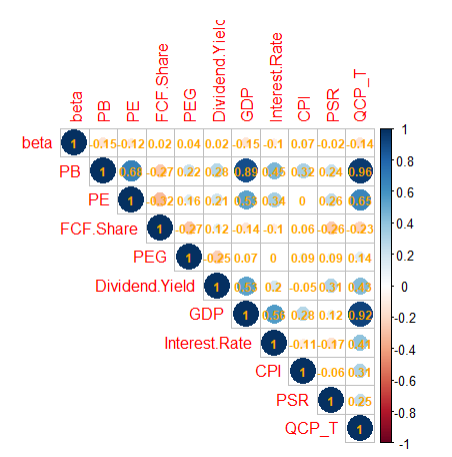 beta PB PE FCF.Share PEG Dividend.Yield GDP Interest.Rate CPI PSR QCP_T
beta 1 -0.15 -0.12 0.02 0.04 0.02 -0.15 -0.1 0.07 -0.02 -0.14
PB 1 0.68 -0.27 0.22 0.28 0.89 0.45 0.32 0.24 0.96
PE 1 -0.32 0.16 0.21 0.34 0 0.26 0.65
FCF.Share 1 -0.27 0.12 -0.14 -0.1 0.06 -0.26 -0.23
PEG 1 -0.25 0.07 0 0.09 0.09 0.14
Dividend.Yield 1 0.2 -0.05 0.31 0.43
GDP 1 0.56 0.28 0.12 0.92
Interest.Rate 1 -0.11 -0.17 0.41
CPI 1 -0.06 0.31
PSR 1 0.25
QCP_T 1
1
0.8
0.6
0.4
0.2
0
-0.2
-0.4
-0.6
-0.8
-1